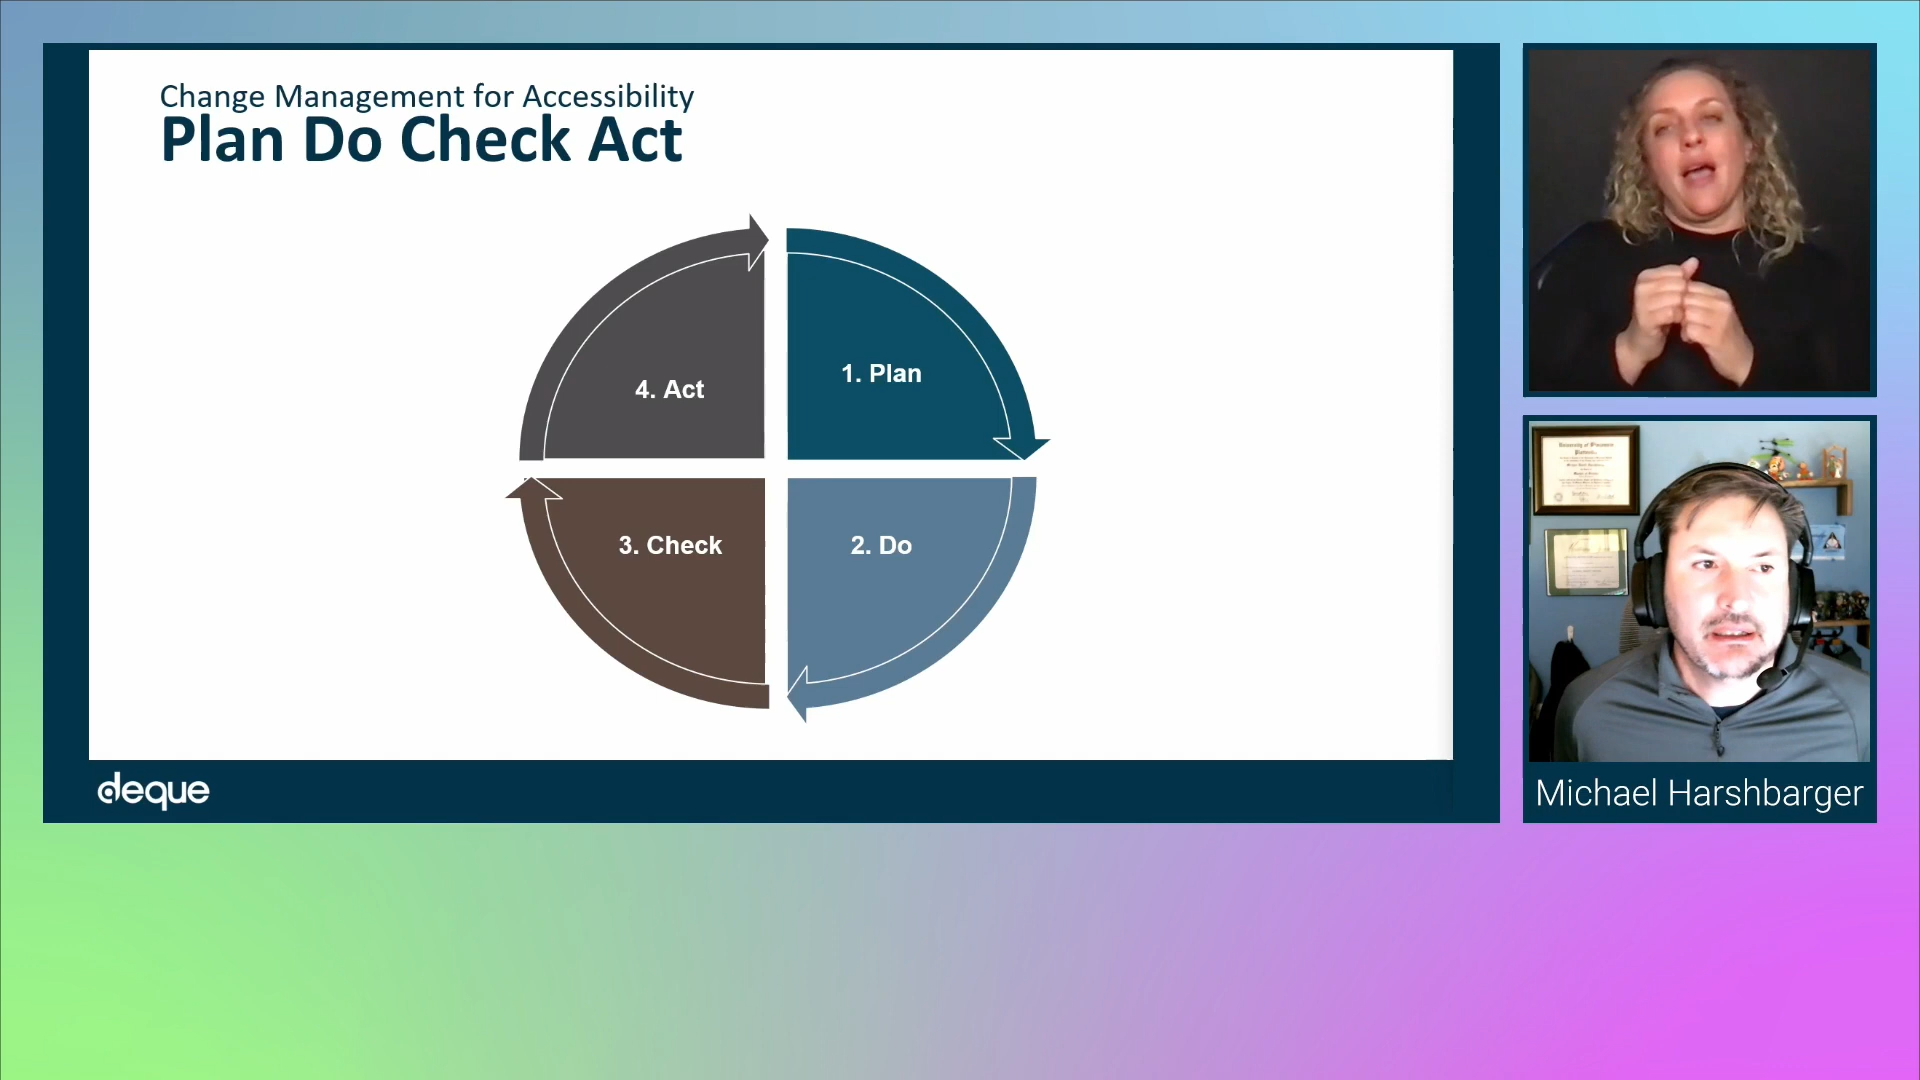 Change Management for Accessibility
Plan Do Check Act
4. Act
1. Plan
3. Check
2. Do
deque
Michael Harshbarger